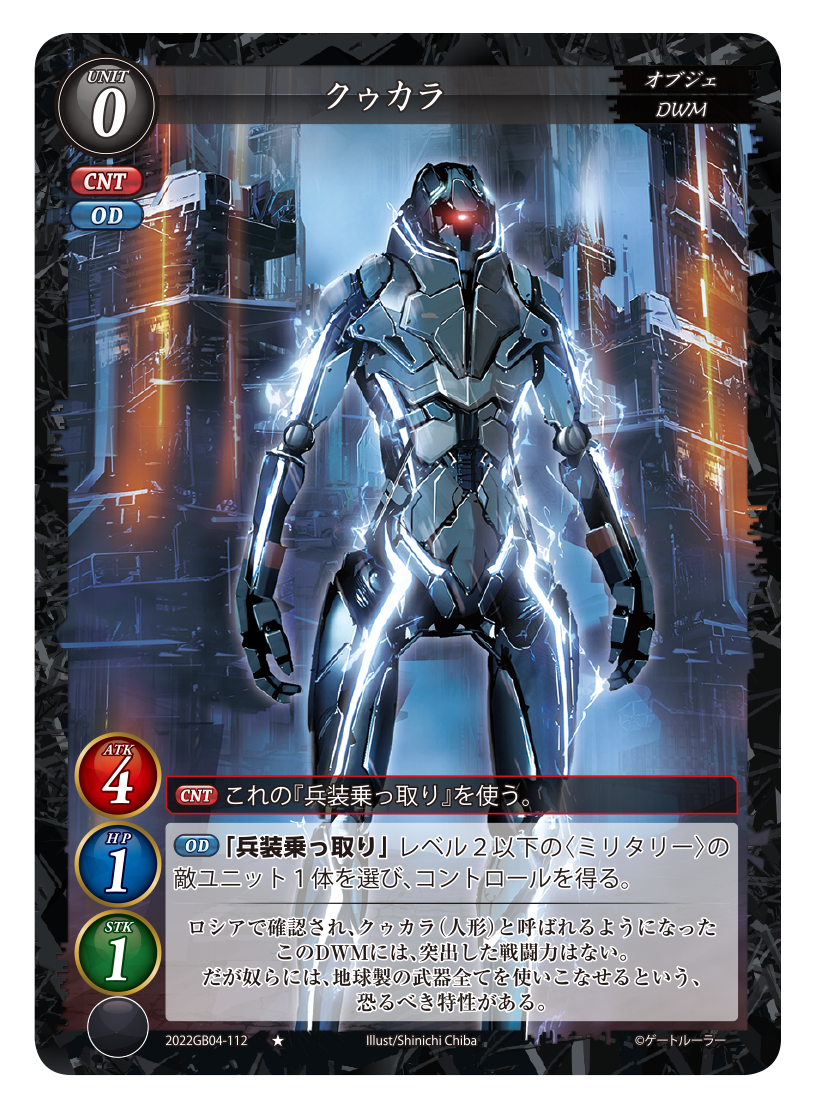 UNIT
0
クゥカラ
オブジェ
DWM
CNT
OD
ATK
4
HP
1
STK
1
CNT これの『兵装乗っ取り』を使う。
OD 「兵装乗っ取り」 レベル2以下の〈ミリタリー〉の
敵ユニット1体を選び、コントロールを得る。
ロシアで確認され、クゥカラ（人形）と呼ばれるようになった
このDWMには、突出した戦闘力はない。
だが奴らには、地球製の武器全てを使いこなせるという、
恐るべき特性がある。
2022GB04-112 ★ Illust/Shinichi Chiba ©ゲートルーラー